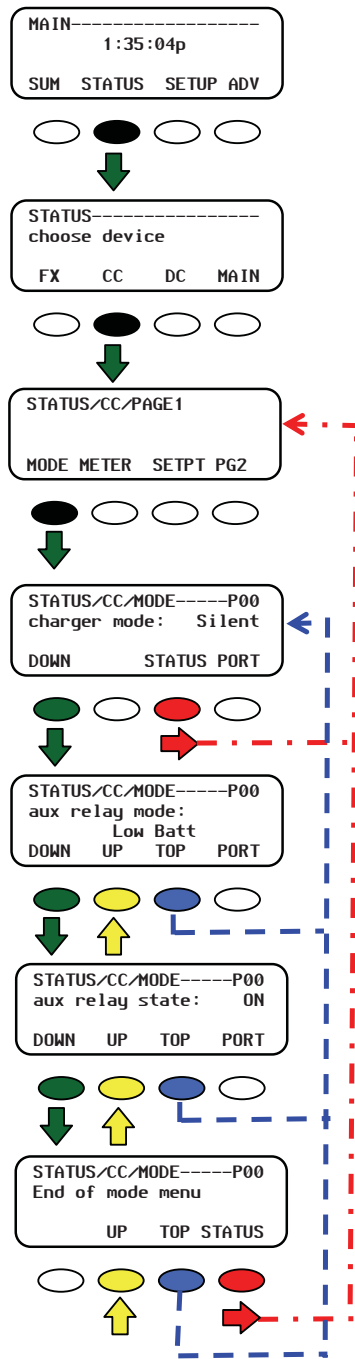 MAIN-----------------
1:35:04p
SUM STATUS SETUP ADV
STATUS---------------
choose device
FX CC DC MAIN
STATUS/CC/PAGE1
MODE METER SETPT PG2
STATUS/CC/MODE-----P00
charger mode: Silent
DOWN STATUS PORT
STATUS/CC/MODE-----P00
aux relay mode:
Low Batt
DOWN UP TOP PORT
STATUS/CC/MODE-----P00
aux relay state: ON
DOWN UP TOP PORT
STATUS/CC/MODE-----P00
End of mode menu
UP TOP STATUS